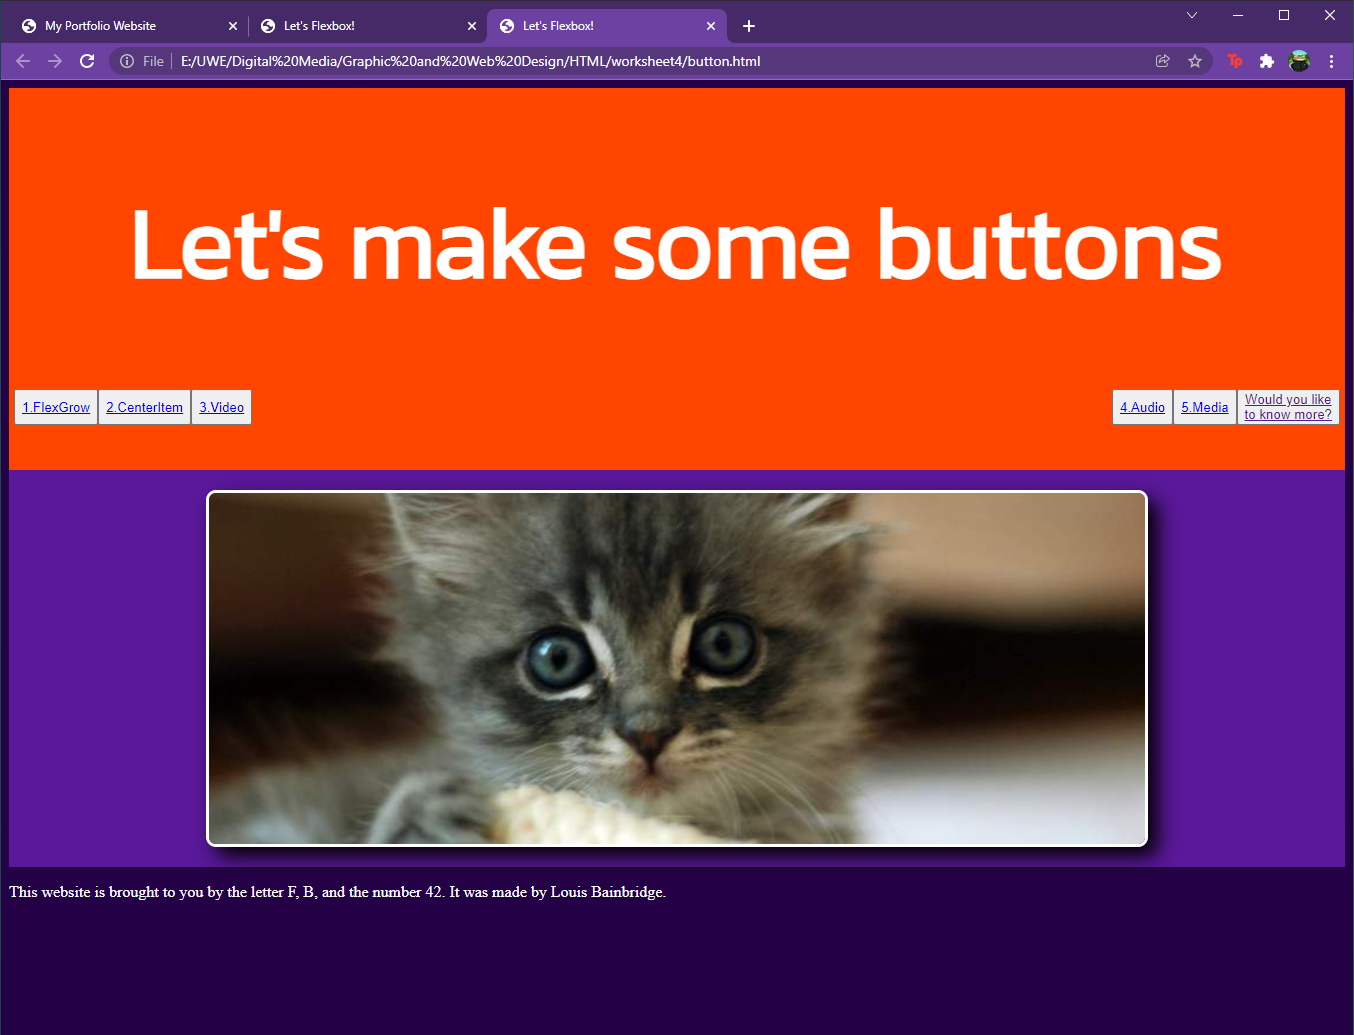 My Portfolio Website
Let's Flexbox!
Let's Flexbox!
File
E:/UWE/Digital%20Media/Graphic%20and%20Web%20Design/HTML/worksheet4/button.html
Tp
Let's make some buttons
1.FlexGrow
2.CenterItem
3.Video
4.Audio
5.Media
Would you like
to know more?
This website is brought to you by the letter F, B, and the number 42. It was made by Louis Bainbridge.